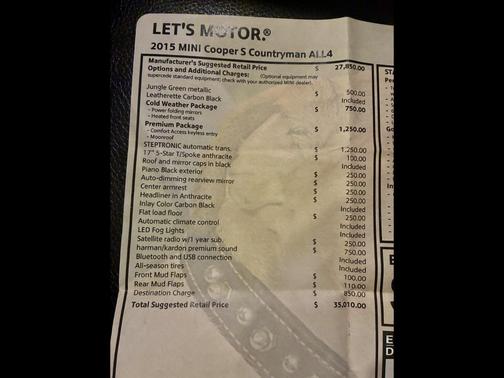 LET'S MOTOR.®
2015 MINI Cooper S Countryman ALL4
Manufacturer's Suggested Retail Price $ 27,850.00
Options and Additional Charges: (Optional equipment may
supercede standard equipment; check with your authorized MINI dealer).
Jungle Green metallic $ 500.00
Leatherette Carbon Black Included
Cold Weather Package $ 750.00
- Power folding mirrors
- Heated front seats
Premium Package $ 1,250.00
- Comfort Access keyless entry
- Moonroof
STEPTRONIC automatic trans. $ 1,250.00
17" 5-Star T/Spoke anthracite $ 100.00
Roof and mirror caps in black Included
Piano Black exterior $ 250.00
Auto-dimming rearview mirror $ 250.00
Center armrest $ 250.00
Headliner in Anthracite $ 250.00
Inlay Color Carbon Black Included
Flat load floor $ 250.00
Automatic climate control Included
LED Fog Lights $ 250.00
Satellite radio w/1 year sub. $ 250.00
harman/kardon premium sound $ 750.00
Bluetooth and USB connection Included
All-season tires Included
Front Mud Flaps $ 100.00
Rear Mud Flaps $ 110.00
Destination Charge $ 850.00
Total Suggested Retail Price $ 35,010.00